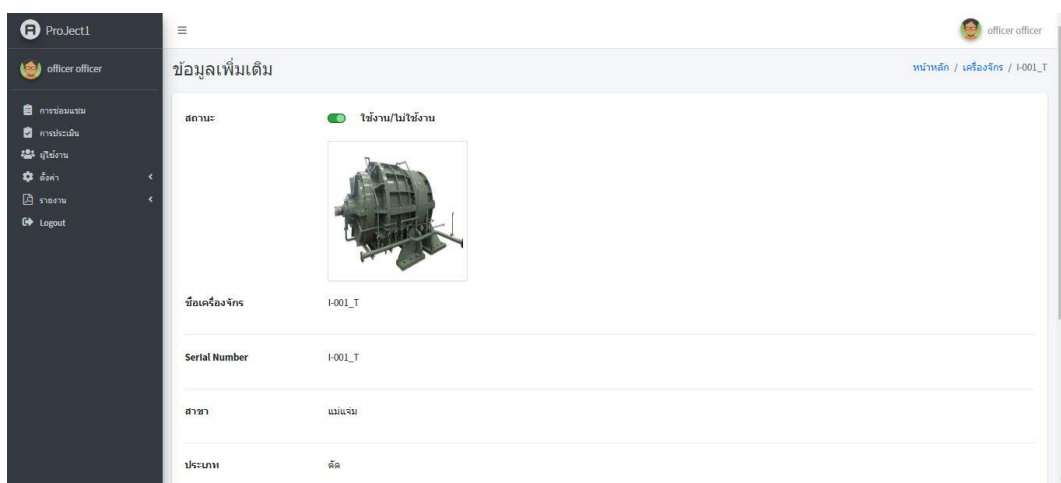 ProJect1
officer officer
officer officer
การซ่อมแซม
การประเมิน
ผู้ใช้งาน
ตั้งค่า
รายงาน
Logout
ข้อมูลเพิ่มเติม
หน้าหลัก / เครื่องจักร / I-001_T
สถานะ
ใช้งาน/ไม่ใช้งาน
ชื่อเครื่องจักร
I-001_T
Serial Number
I-001_T
สาขา
แม่แจ่ม
ประเภท
ตัด